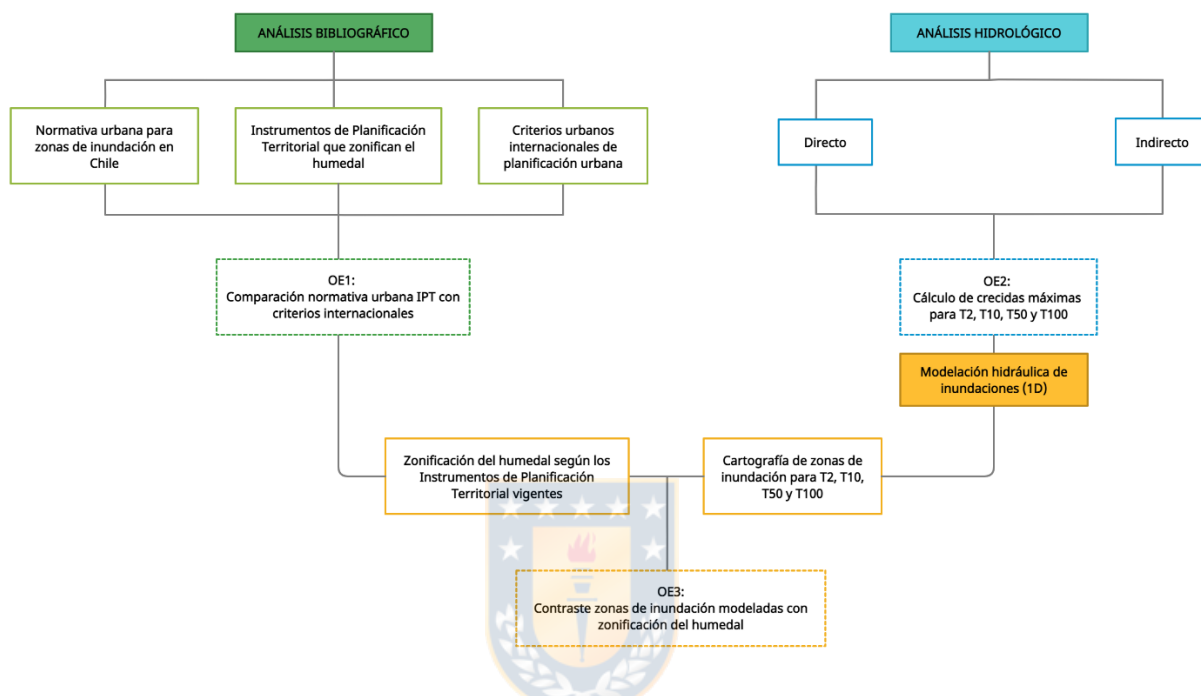 ANÁLISIS BIBLIOGRÁFICO
ANÁLISIS HIDROLÓGICO
Normativa urbana para
zonas de inundación en
Chile
Instrumentos de Planificación
Territorial que zonifican el
humedal
Criterios urbanos
internacionales de
planificación urbana
Directo
Indirecto
OE1:
Comparación normativa urbana IPT con
criterios internacionales
OE2:
Cálculo de crecidas máximas
para T2, T10, T50 y T100
Modelación hidráulica de
inundaciones (1D)
Zonificación del humedal según los
Instrumentos de Planificación
Territorial vigentes
Cartografía de zonas de
inundación para T2, T10,
T50 y T100
OE3:
Contraste zonas de inundación modeladas con
zonificación del humedal